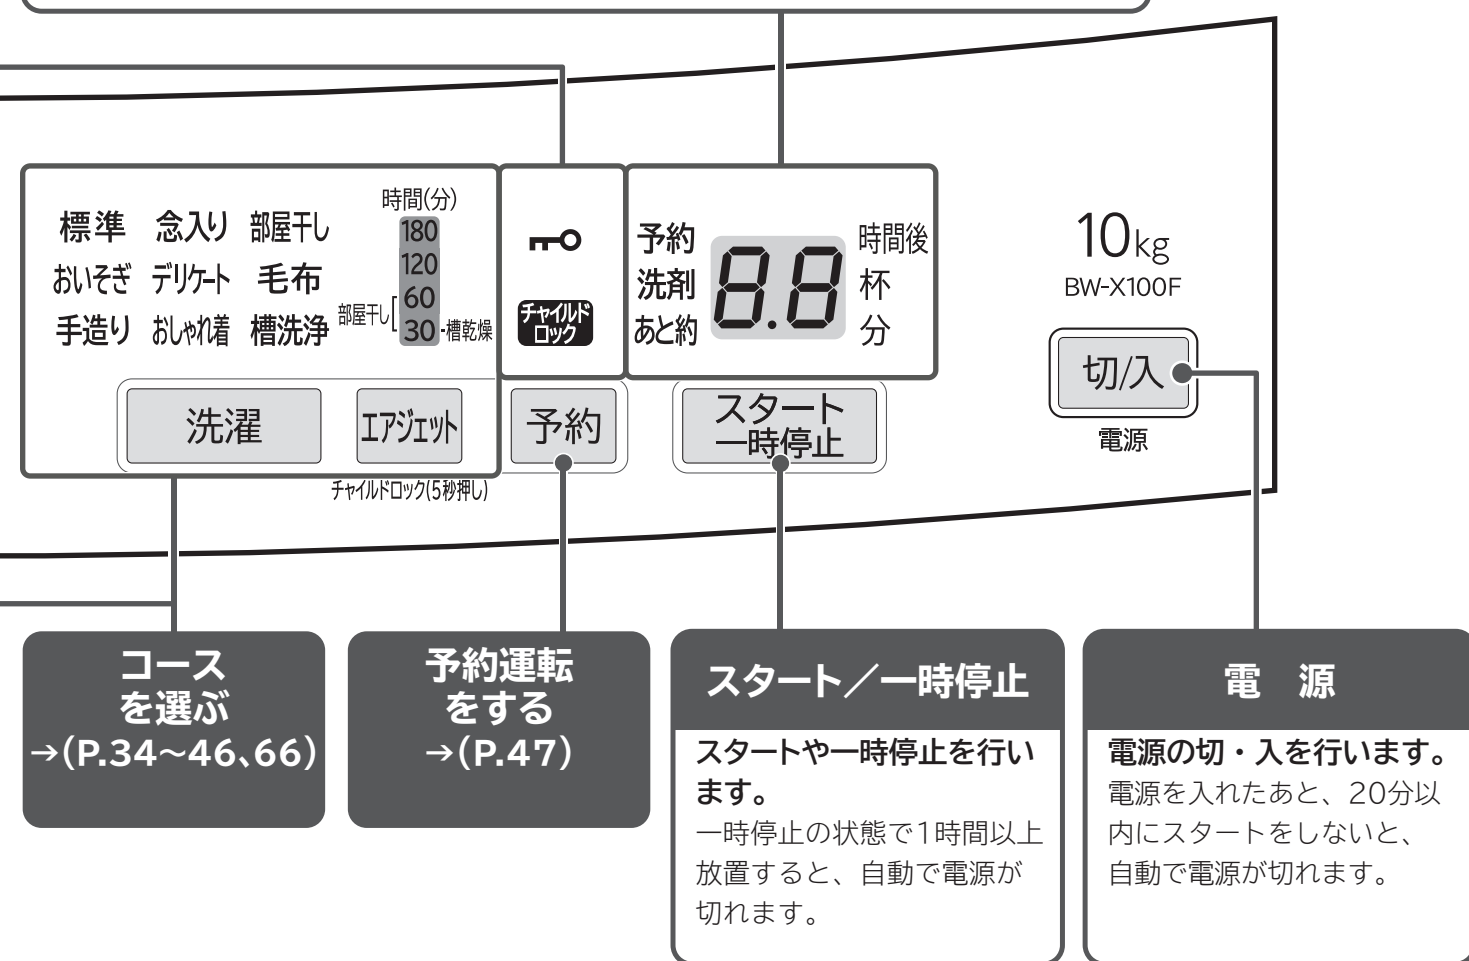 時間(分)
標準 念入り 部屋干し 180
おいそぎ デリケート 毛布 120
部屋干し[ 60
手造り おしゃれ着 槽洗浄 30 -槽乾燥
チャイルド
ロック
予約 8.8 時間後
洗剤 杯
あと約 分
10kg
BW-X100F
切/入
電源
洗濯 エアジェット 予約
スタート
一時停止
チャイルドロック(5秒押し)
コース
を選ぶ
→(P.34~46、66)
予約運転
をする
→(P.47)
スタート/一時停止
スタートや一時停止を行い
ます。
一時停止の状態で1時間以上
放置すると、自動で電源が
切れます。
電 源
電源の切・入を行います。
電源を入れたあと、20分以
内にスタートをしないと、
自動で電源が切れます。